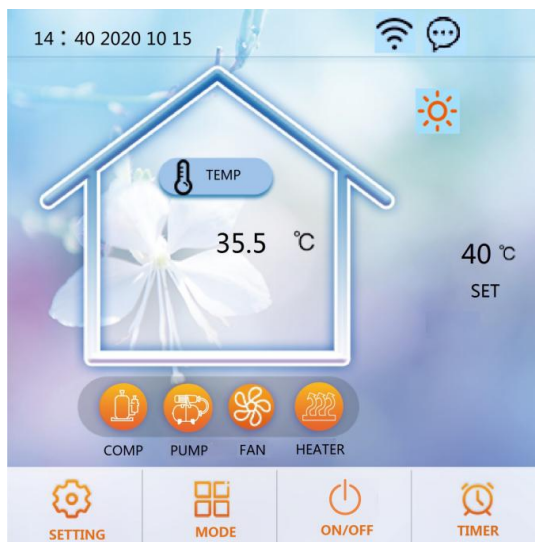 14：40 2020 10 15
TEMP
35.5 ℃
40 ℃
SET
COMP PUMP FAN HEATER
SETTING MODE ON/OFF TIMER